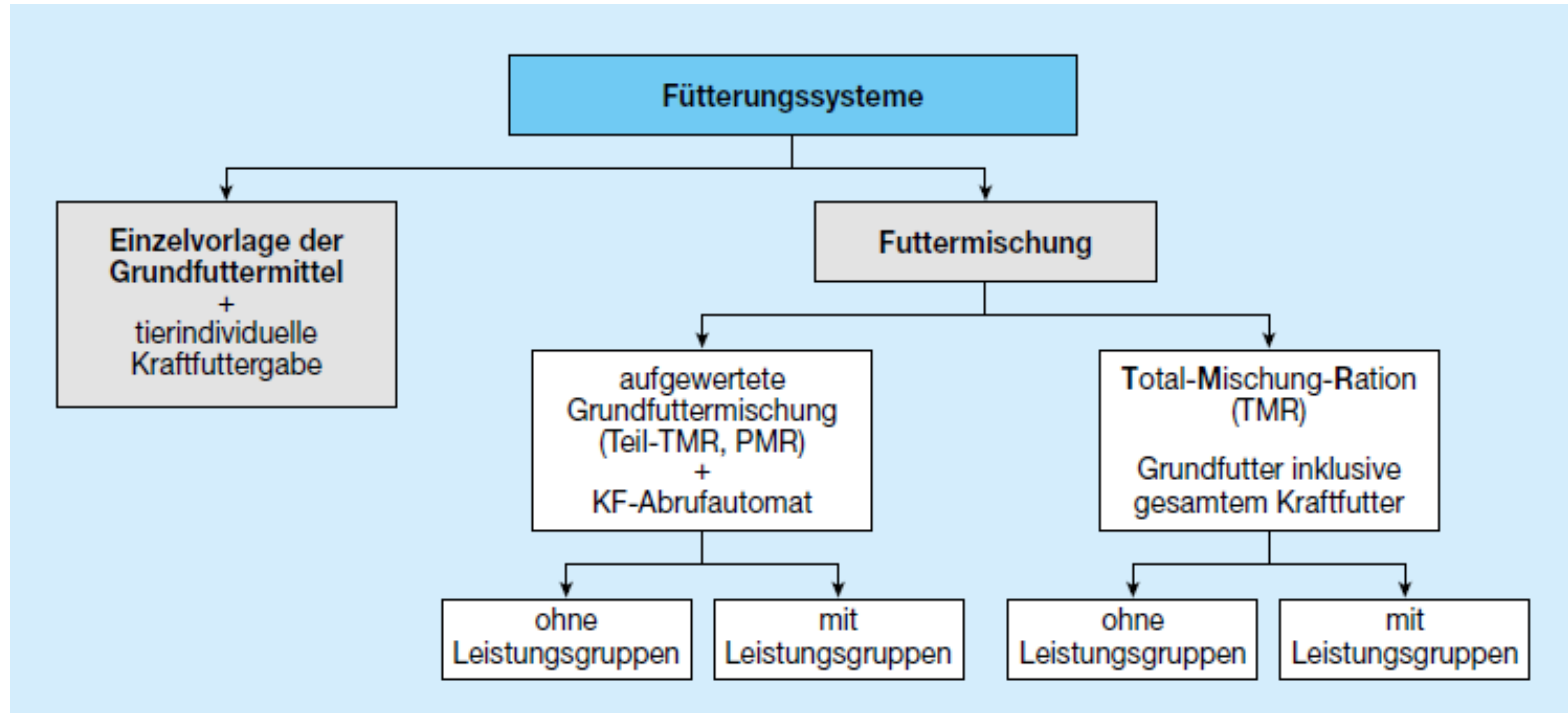 Fütterungssysteme
Einzelvorlage der
Grundfuttermittel
+
tierindividuelle
Kraftfuttergabe
Futtermischung
aufgewertete
Grundfuttermischung
(Teil-TMR, PMR)
+
KF-Abrufautomat
Total-Mischung-Ration
(TMR)
Grundfutter inklusive
gesamtem Kraftfutter
ohne
Leistungsgruppen
mit
Leistungsgruppen
ohne
Leistungsgruppen
mit
Leistungsgruppen